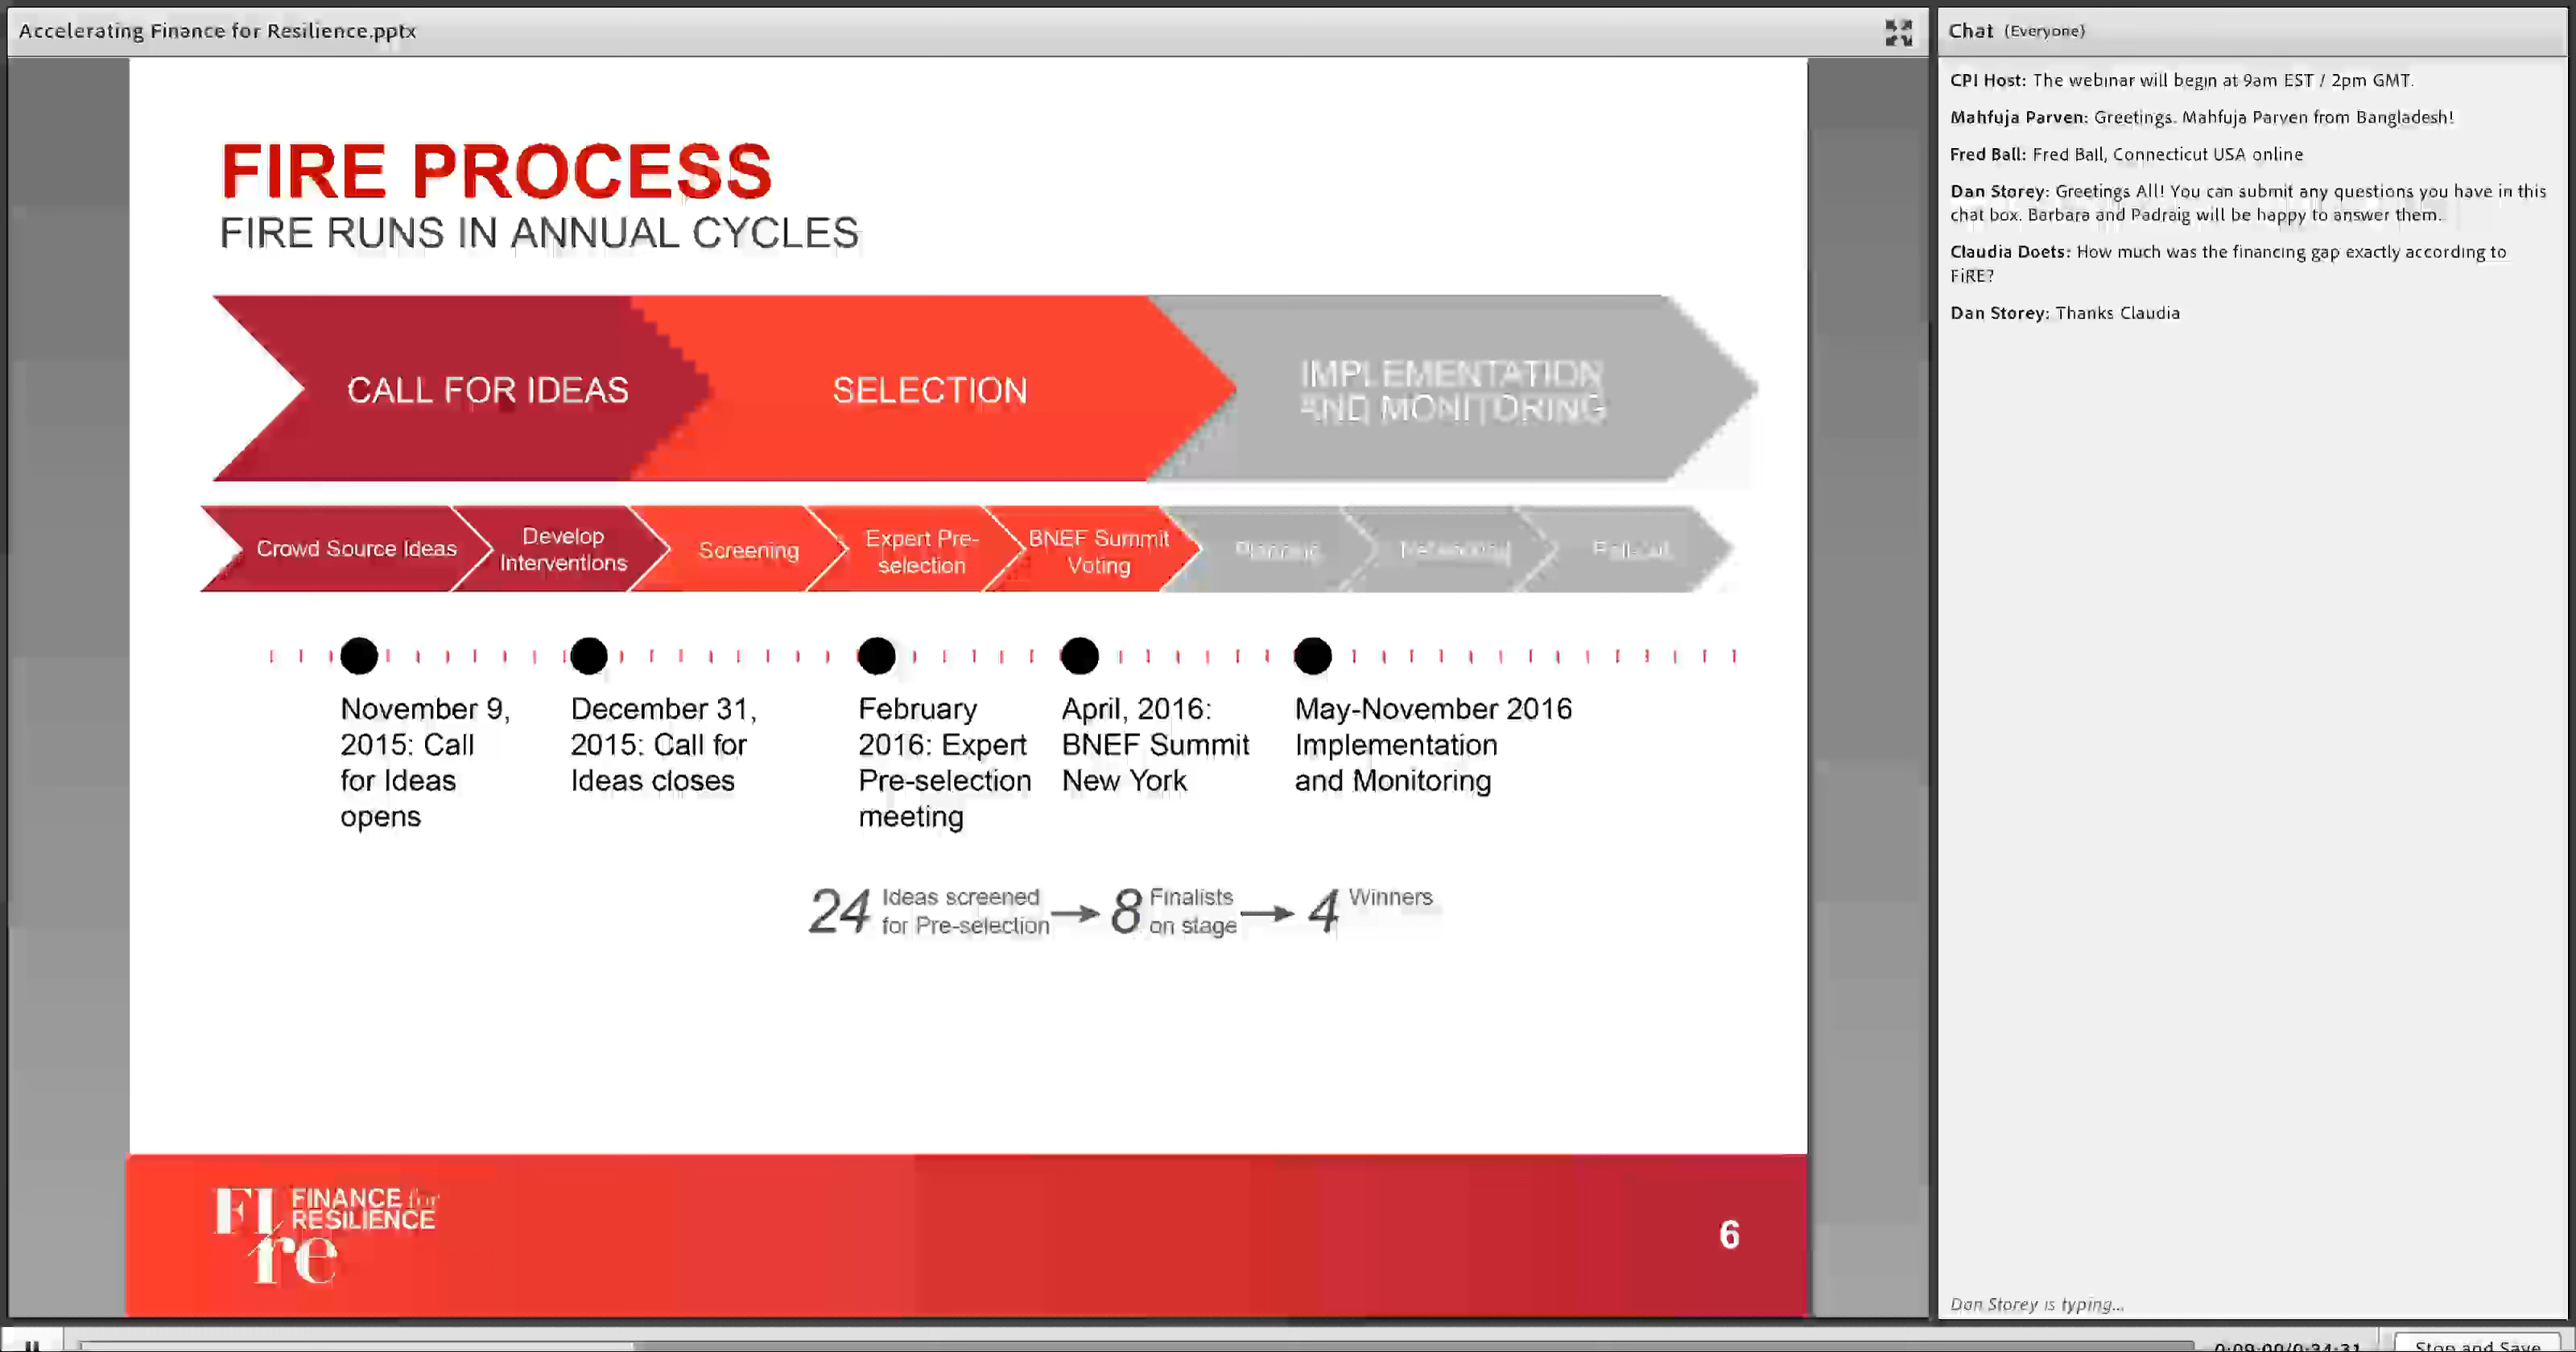 Accelerating Finance for Resilience.pptx
FIRE PROCESS
FIRE RUNS IN ANNUAL CYCLES
CALL FOR IDEAS
SELECTION
IMPLEMENTATION
AND MONITORING
Crowd Source Ideas
Develop
Interventions
Screening
Expert Pre-
selection
BNEF Summit
Voting
Planning
November 9,
2015: Call
for Ideas
opens
December 31,
2015: Call for
Ideas closes
February
2016: Expert
Pre-selection
meeting
April, 2016:
BNEF Summit
New York
May-November 2016
Implementation
and Monitoring
24 Ideas screened
for Pre-selection
8 Finalists
on stage
4 Winners
FIre
FINANCE for
RESILIENCE
6
Chat (Everyone)
CPI Host: The webinar will begin at 9am EST / 2pm GMT.
Mahfuja Parven: Greetings. Mahfuja Parven from Bangladesh!
Fred Ball: Fred Ball, Connecticut USA online
Dan Storey: Greetings All! You can submit any questions you have in this
chat box. Barbara and Padraig will be happy to answer them.
Claudia Doets: How much was the financing gap exactly according to
FiRE?
Dan Storey: Thanks Claudia
Dan Storey is typing...
Stop and Save